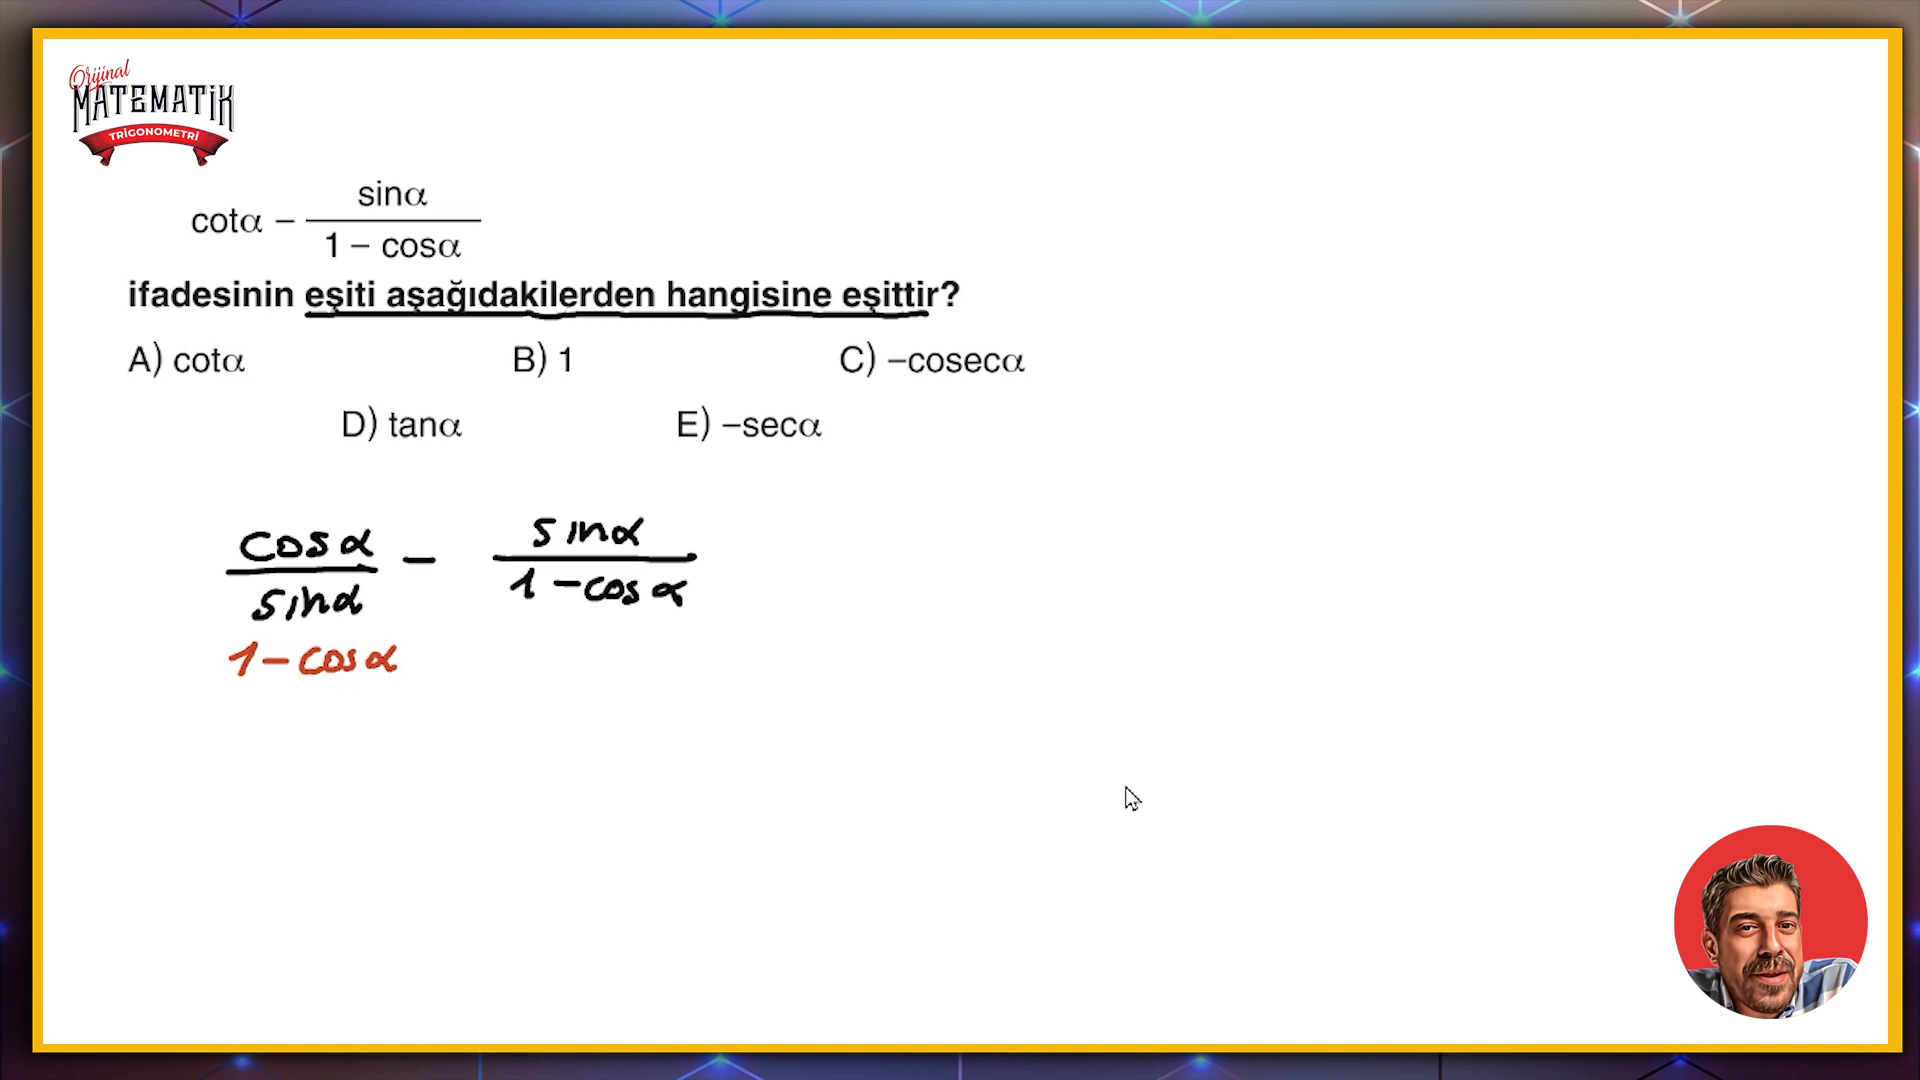 Orijinal
MATEMATİK
TRİGONOMETRİ
cotα − sinα / 1 − cosα
ifadesinin eşiti aşağıdakilerden hangisine eşittir?
A) cotα B) 1 C) −cosecα
D) tanα E) −secα
cosα / sinα − sinα / 1 − cosα
1 − cosα